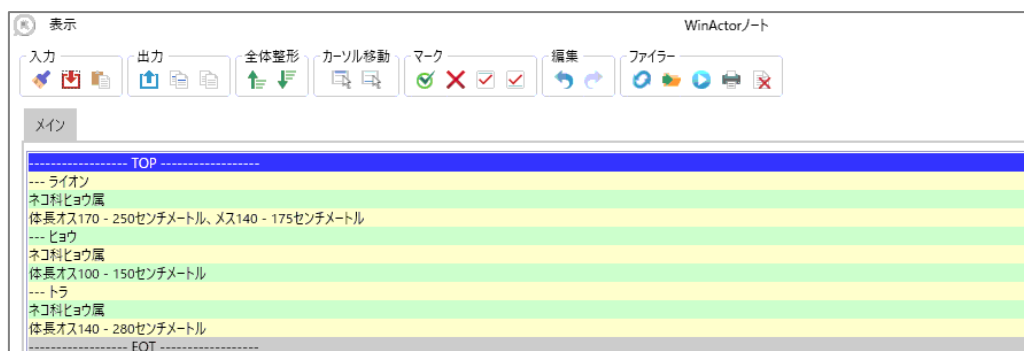 表示 WinActorノート
入力 出力 全体整形 カーソル移動 マーク 編集 ファイラー
メイン
------------------ TOP ------------------
--- ライオン
ネコ科ヒョウ属
体長オス170 - 250センチメートル、メス140 - 175センチメートル
--- ヒョウ
ネコ科ヒョウ属
体長オス100 - 150センチメートル
--- トラ
ネコ科ヒョウ属
体長オス140 - 280センチメートル
------------------ EOT ------------------